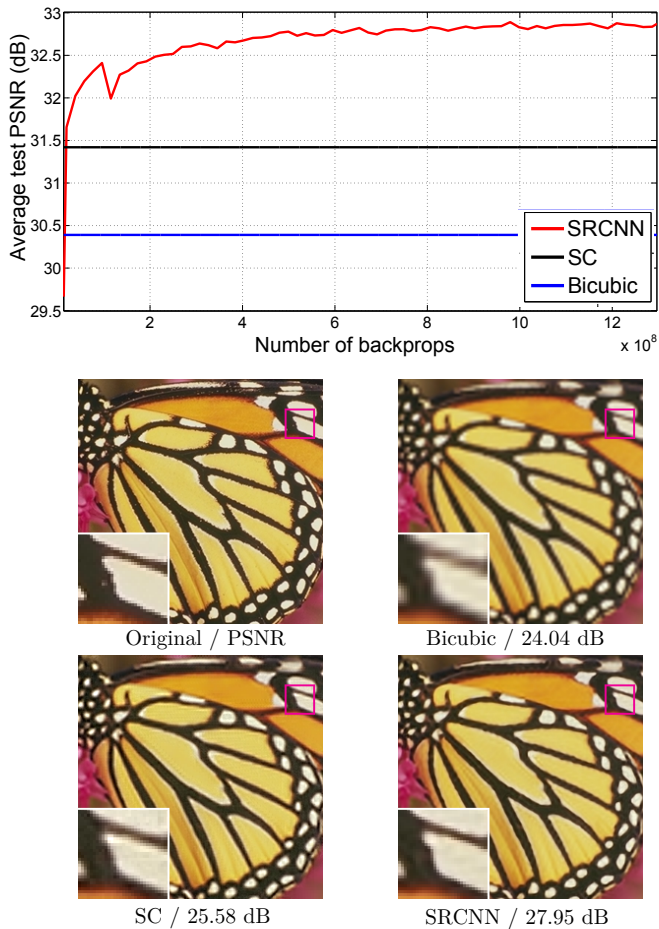 33
32.5
32
31.5
31
30.5
30
29.5
Average test PSNR (dB)
2 4 6 8 10 12
Number of backprops
x 10⁸
SRCNN
SC
Bicubic
Original / PSNR
Bicubic / 24.04 dB
SC / 25.58 dB
SRCNN / 27.95 dB